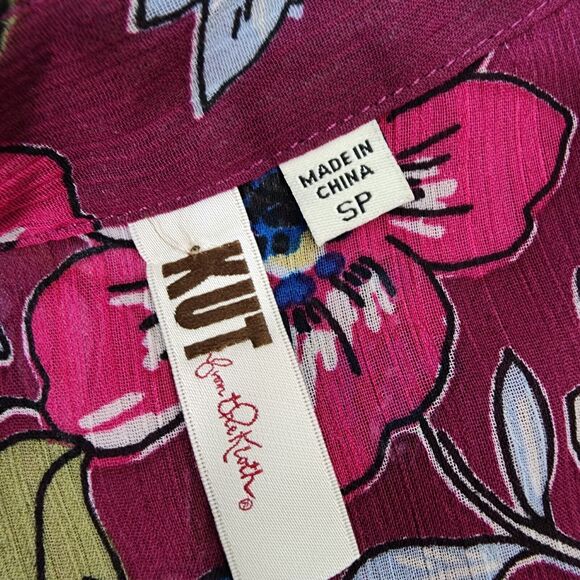 MADE IN
CHINA
SP
KUT
from the Kloth®